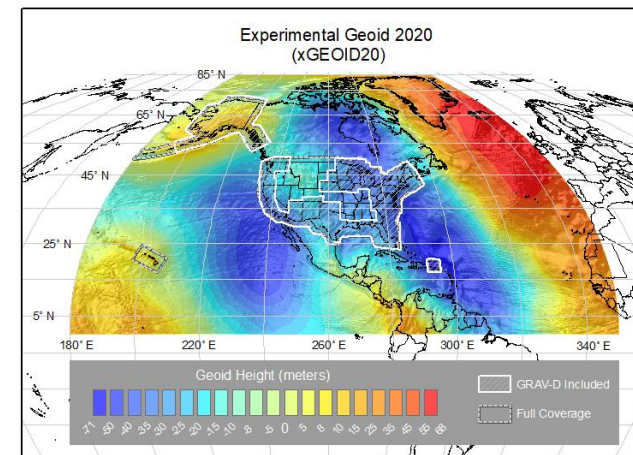 Experimental Geoid 2020
(xGEOID20)
85° N
65° N
45° N
25° N
5° N
180° E
220° E
260° E
300° E
340° E
Geoid Height (meters)
-71 -50 -40 -35 -30 -25 -20 -15 -10 -8 -5 0 5 8 10 15 25 35 45 55 68
GRAV-D Included
Full Coverage